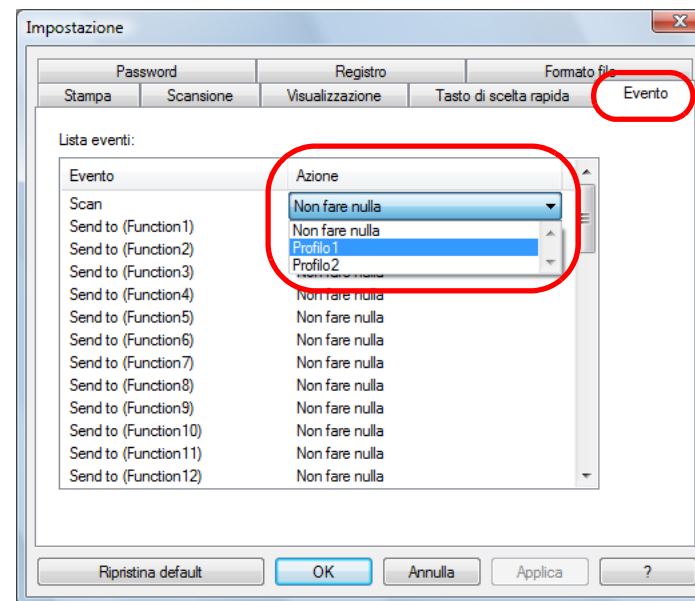 Impostazione
Password Registro Formato file
Stampa Scansione Visualizzazione Tasto di scelta rapida Evento
Lista eventi:
Evento Azione
Scan Non fare nulla
Send to (Function1) Non fare nulla
Send to (Function2) Profilo1
Send to (Function3) Profilo2
Send to (Function4) Non fare nulla
Send to (Function5) Non fare nulla
Send to (Function6) Non fare nulla
Send to (Function7) Non fare nulla
Send to (Function8) Non fare nulla
Send to (Function9) Non fare nulla
Send to (Function10) Non fare nulla
Send to (Function11) Non fare nulla
Send to (Function12) Non fare nulla
Ripristina default OK Annulla Applica ?